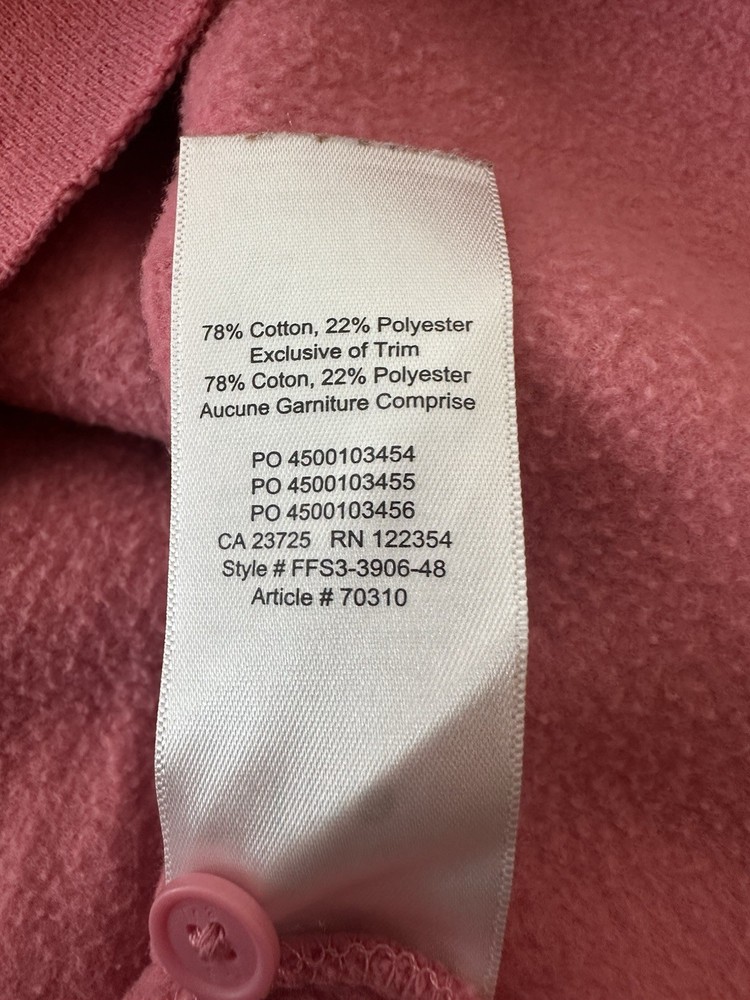 78% Cotton, 22% Polyester
Exclusive of Trim
78% Coton, 22% Polyester
Aucune Garniture Comprise
PO 4500103454
PO 4500103455
PO 4500103456
CA 23725 RN 122354
Style # FFS3-3906-48
Article # 70310